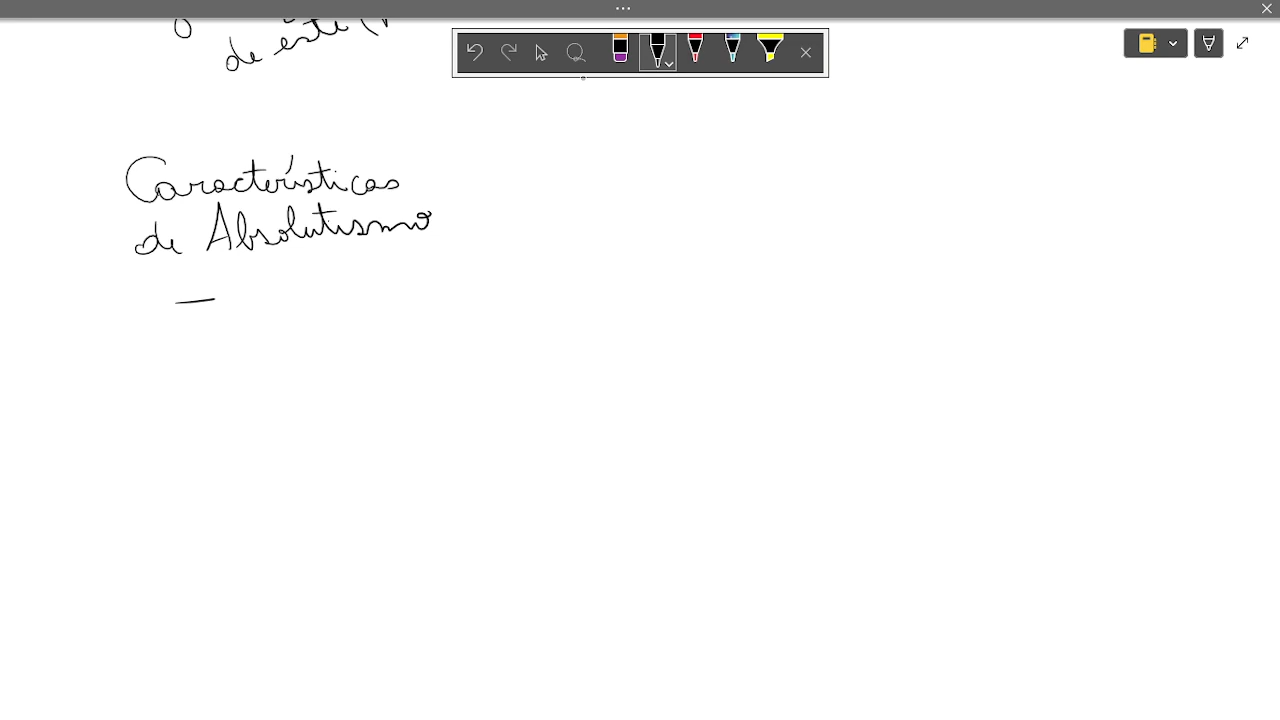 de este
Características
de Absolutismo
—